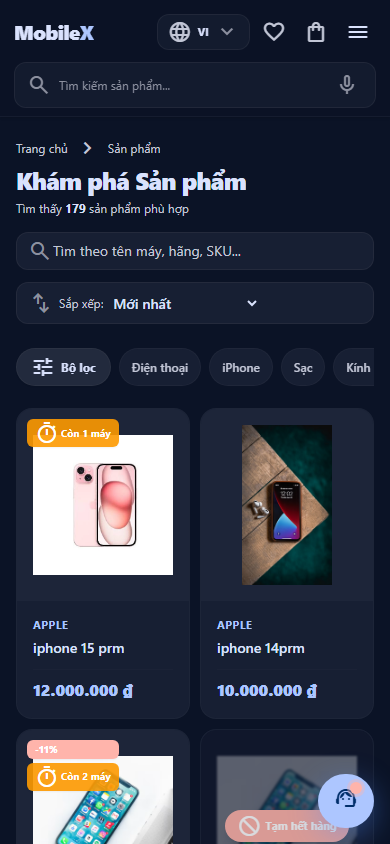 MobileX
VI
Tìm kiếm sản phẩm...
Trang chủ > Sản phẩm
Khám phá Sản phẩm
Tìm thấy 179 sản phẩm phù hợp
Tìm theo tên máy, hãng, SKU...
Sắp xếp: Mới nhất
Bộ lọc
Điện thoại
iPhone
Sạc
Kính
Còn 1 máy
APPLE
iphone 15 prm
12.000.000 ₫
APPLE
iphone 14prm
10.000.000 ₫
-11%
Còn 2 máy
Tạm hết hàng